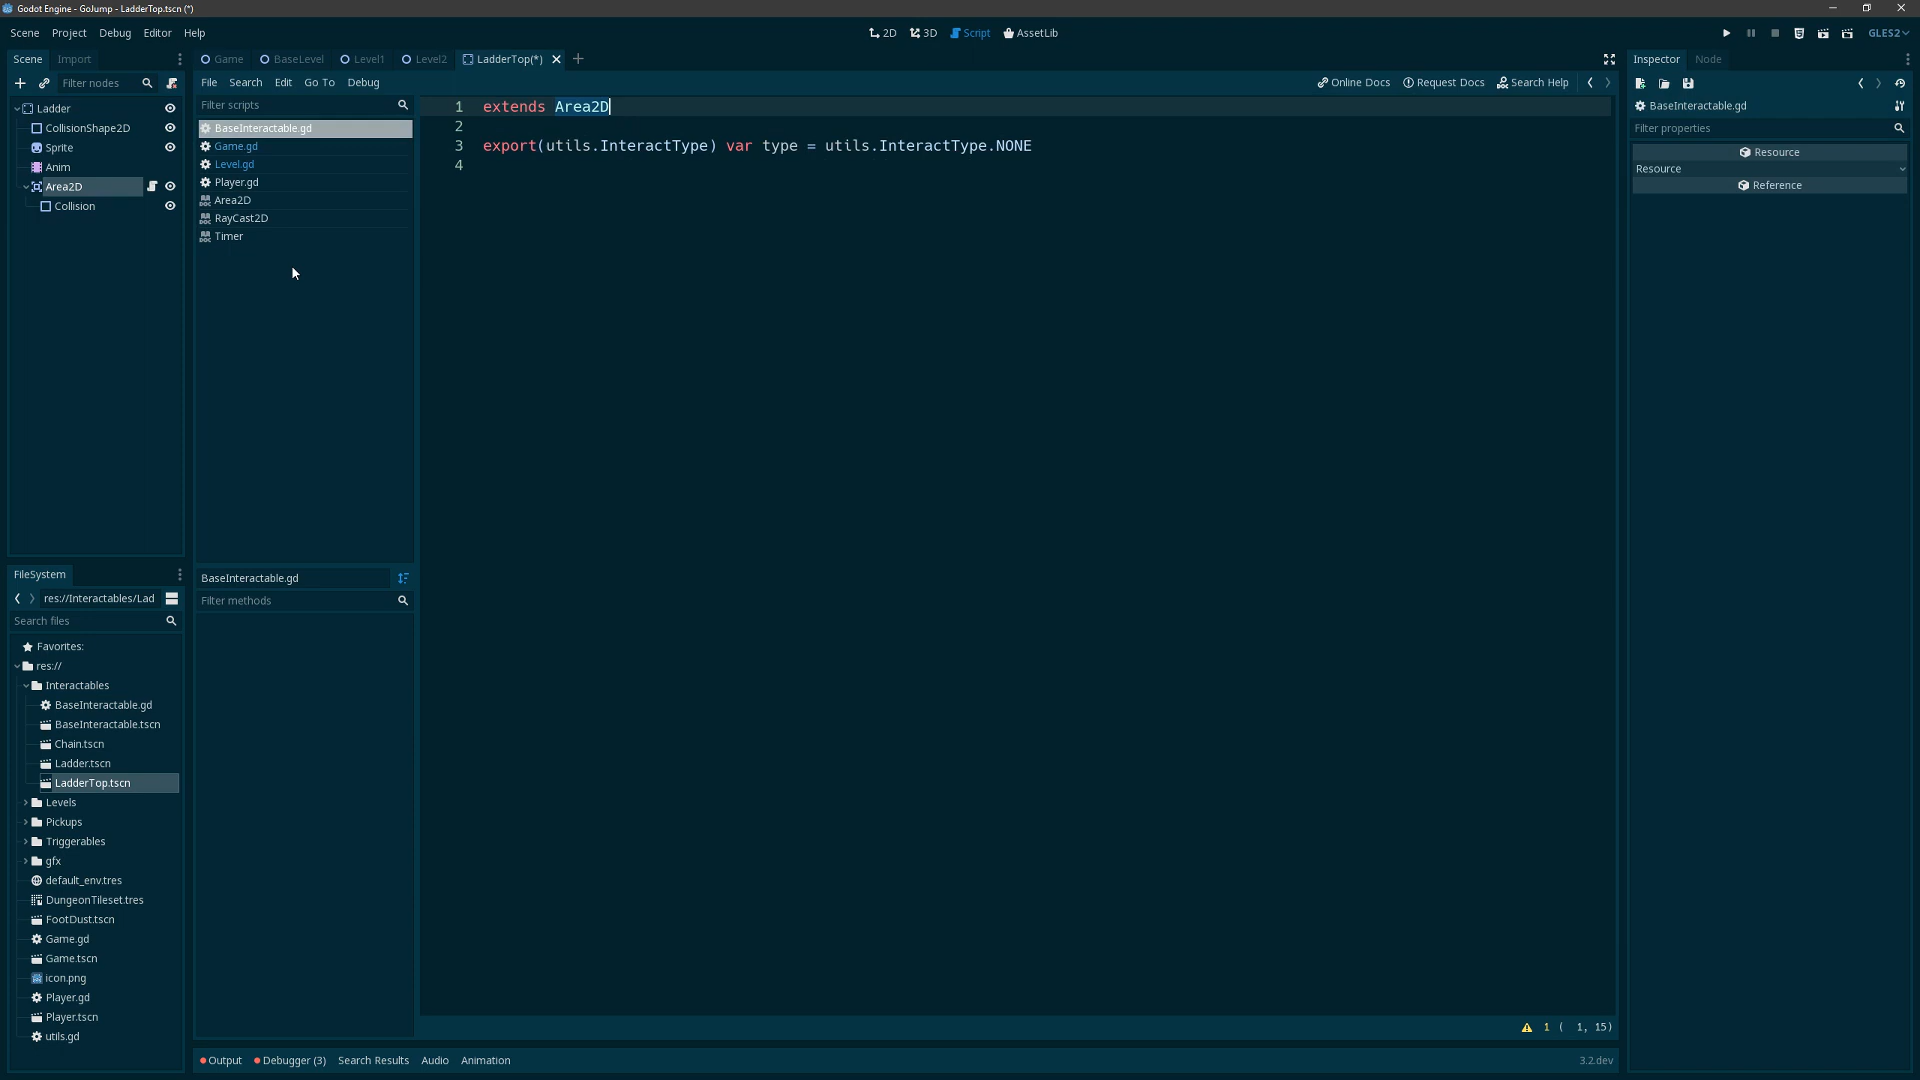 Godot Engine - GoJump - LadderTop.tscn (*)
Scene Project Debug Editor Help
2D 3D Script AssetLib
GLES2
Scene Import
Game BaseLevel Level1 Level2 LadderTop(*)
Inspector Node
Filter nodes
File Search Edit Go To Debug
Online Docs Request Docs Search Help
Ladder
CollisionShape2D
Sprite
Anim
Area2D
Collision
Filter scripts
BaseInteractable.gd
Game.gd
Level.gd
Player.gd
Area2D
RayCast2D
Timer
1 extends Area2D
2
3 export(utils.InteractType) var type = utils.InteractType.NONE
4
BaseInteractable.gd
Filter properties
Resource
Resource
Reference
FileSystem
res://Interactables/Lad
Search files
Favorites:
res://
Interactables
BaseInteractable.gd
BaseInteractable.tscn
Chain.tscn
Ladder.tscn
LadderTop.tscn
Levels
Pickups
Triggerables
gfx
default_env.tres
DungeonTileset.tres
FootDust.tscn
Game.gd
Game.tscn
icon.png
Player.gd
Player.tscn
utils.gd
BaseInteractable.gd
Filter methods
1 ( 1, 15)
Output Debugger (3) Search Results Audio Animation
3.2.dev